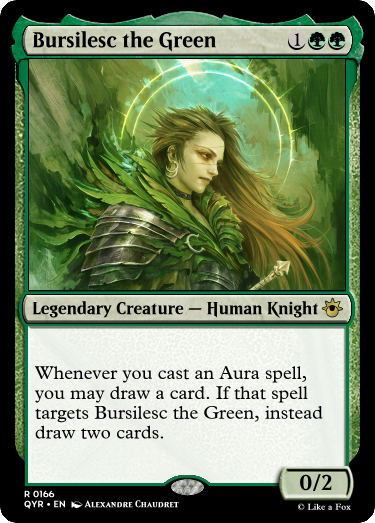 Bursilesc the Green 1
Legendary Creature — Human Knight
Whenever you cast an Aura spell,
you may draw a card. If that spell
targets Bursilesc the Green, instead
draw two cards.
0/2
R 0166
QYR • EN Alexandre Chaudret
© Like a Fox